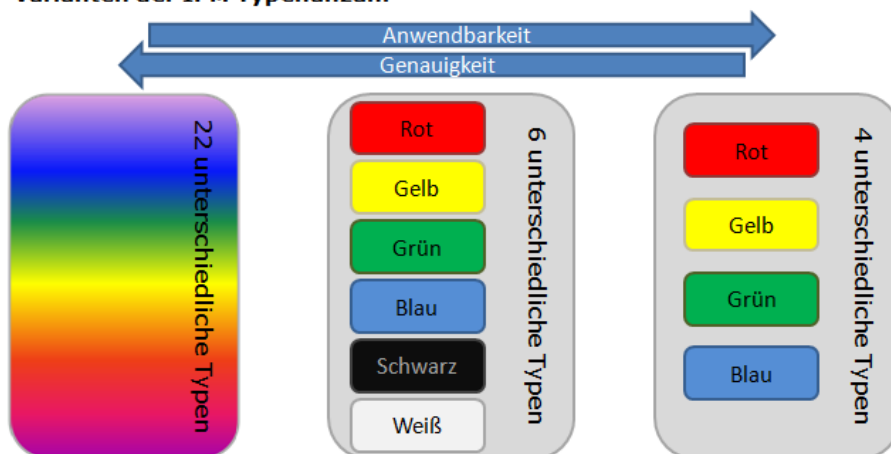 Anwendbarkeit
Genauigkeit
22 unterschiedliche Typen
Rot
Gelb
Grün
Blau
Schwarz
Weiß
6 unterschiedliche Typen
Rot
Gelb
Grün
Blau
4 unterschiedliche Typen